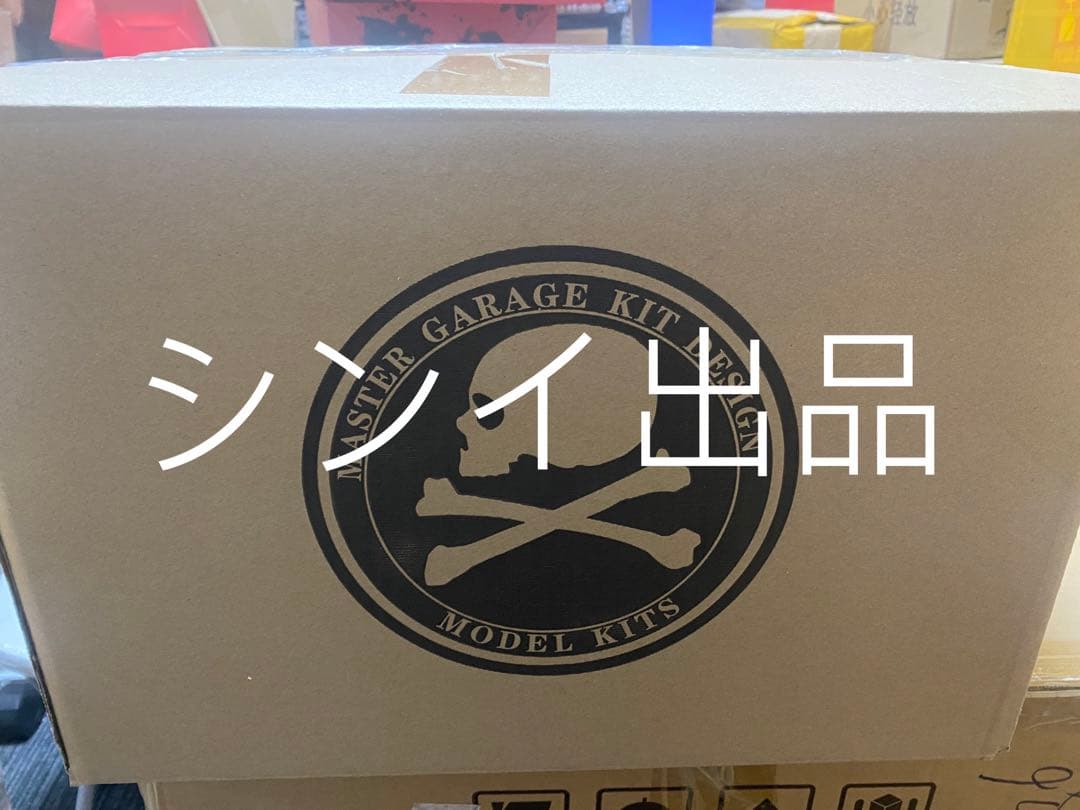 MASTER GARAGE KIT DESIGN
シンイ出品
MODEL KITS